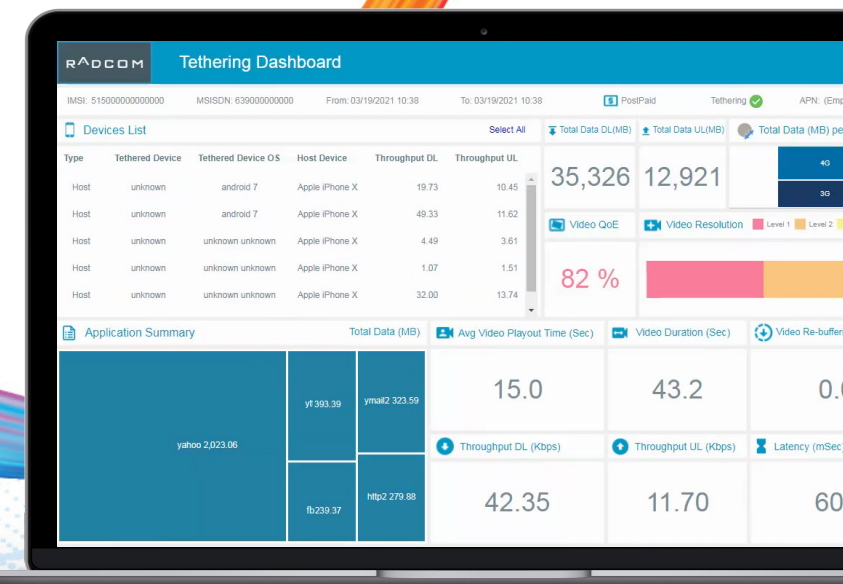 RADCOM Tethering Dashboard
IMSI: 515000000000000 MSISDN: 639000000000 From: 03/19/2021 10:38 To: 03/19/2021 10:38 PostPaid Tethering APN: (Emp
Devices List Select All Total Data DL(MB) Total Data UL(MB) Total Data (MB) pe
Type Tethered Device Tethered Device OS Host Device Throughput DL Throughput UL
Host unknown android 7 Apple iPhone X 19.73 10.45
Host unknown android 7 Apple iPhone X 49.33 11.62
Host unknown unknown unknown Apple iPhone X 4.49 3.61
Host unknown unknown unknown Apple iPhone X 1.07 1.51
Host unknown unknown unknown Apple iPhone X 32.00 13.74
35,326 12,921
4G
3G
Video QoE Video Resolution Level 1 Level 2
82 %
Application Summary Total Data (MB)
yahoo 2,023.06
yt 393.39
ymail2 323.59
fb239.37
http2 279.88
Avg Video Playout Time (Sec) Video Duration (Sec) Video Re-bufferi
15.0 43.2 0.0
Throughput DL (Kbps) Throughput UL (Kbps) Latency (mSec)
42.35 11.70 60